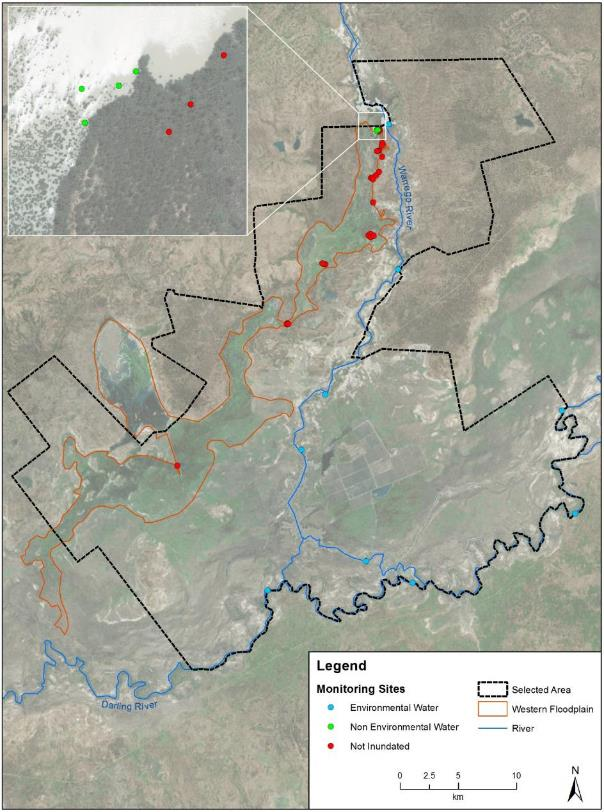 Warrego River
Darling River
Legend
Monitoring Sites
Environmental Water
Non Environmental Water
Not Inundated
Selected Area
Western Floodplain
River
0 2.5 5 10
km
N